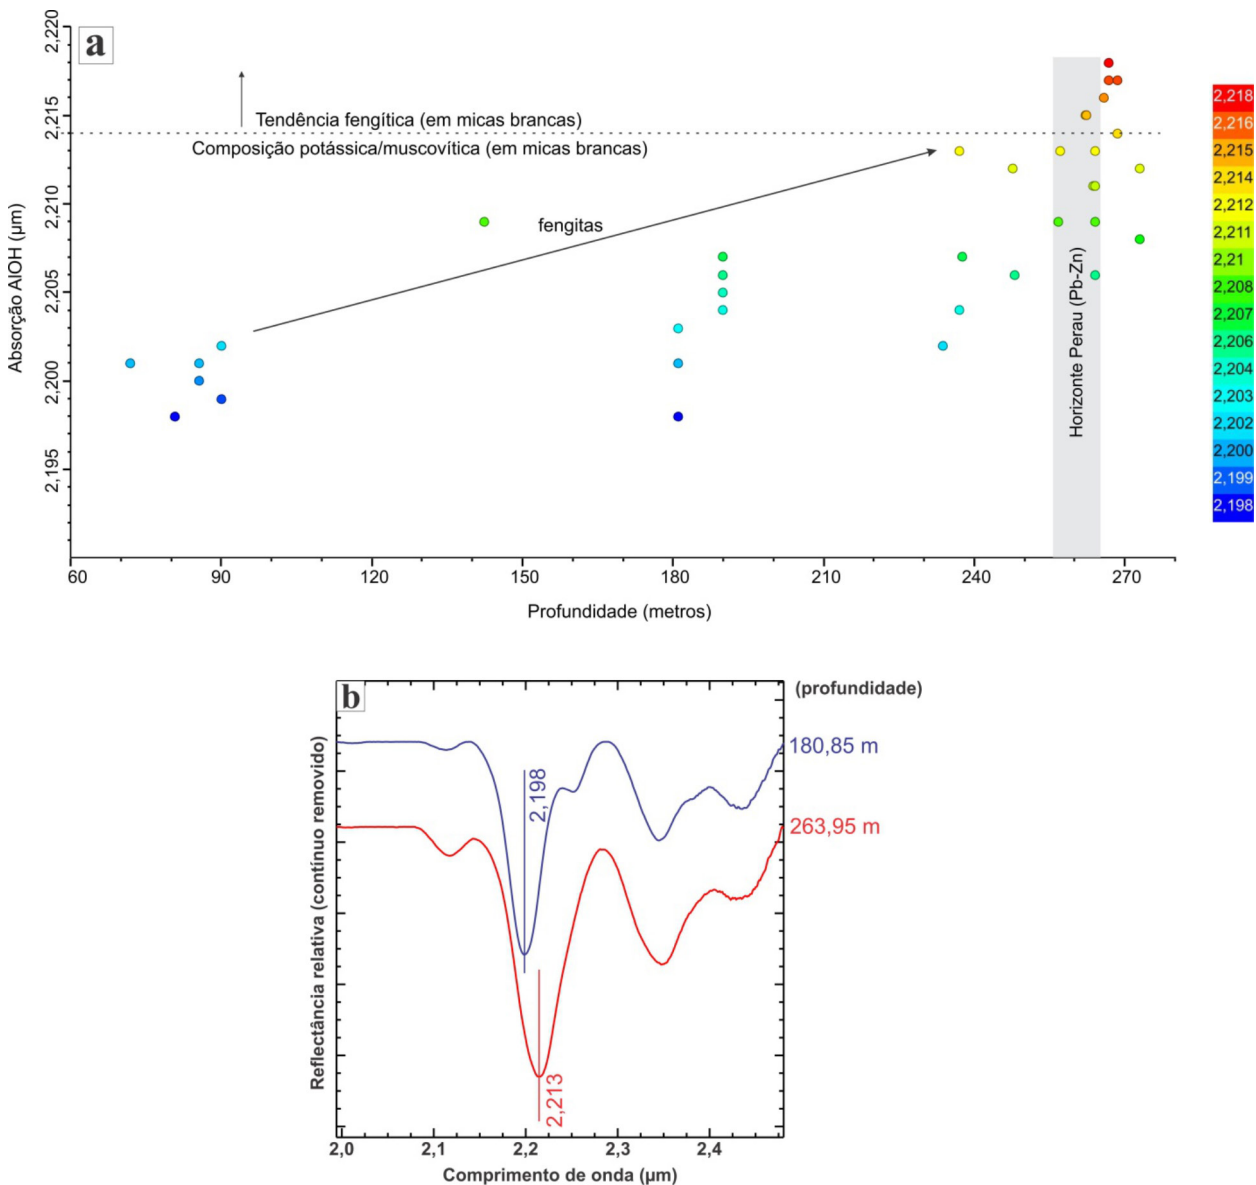 a
2,220
2,215
2,210
2,205
2,200
2,195
Absorção AlOH (µm)
Tendência fengítica (em micas brancas)
Composição potássica/muscovítica (em micas brancas)
fengitas
Horizonte Perau (Pb-Zn)
60 90 120 150 180 210 240 270
Profundidade (metros)
2,218
2,216
2,215
2,214
2,212
2,211
2,21
2,208
2,207
2,206
2,204
2,203
2,202
2,200
2,199
2,198
b
(profundidade)
180,85 m
263,95 m
2,198
2,213
Reflectância relativa (contínuo removido)
2,0 2,1 2,2 2,3 2,4
Comprimento de onda (µm)